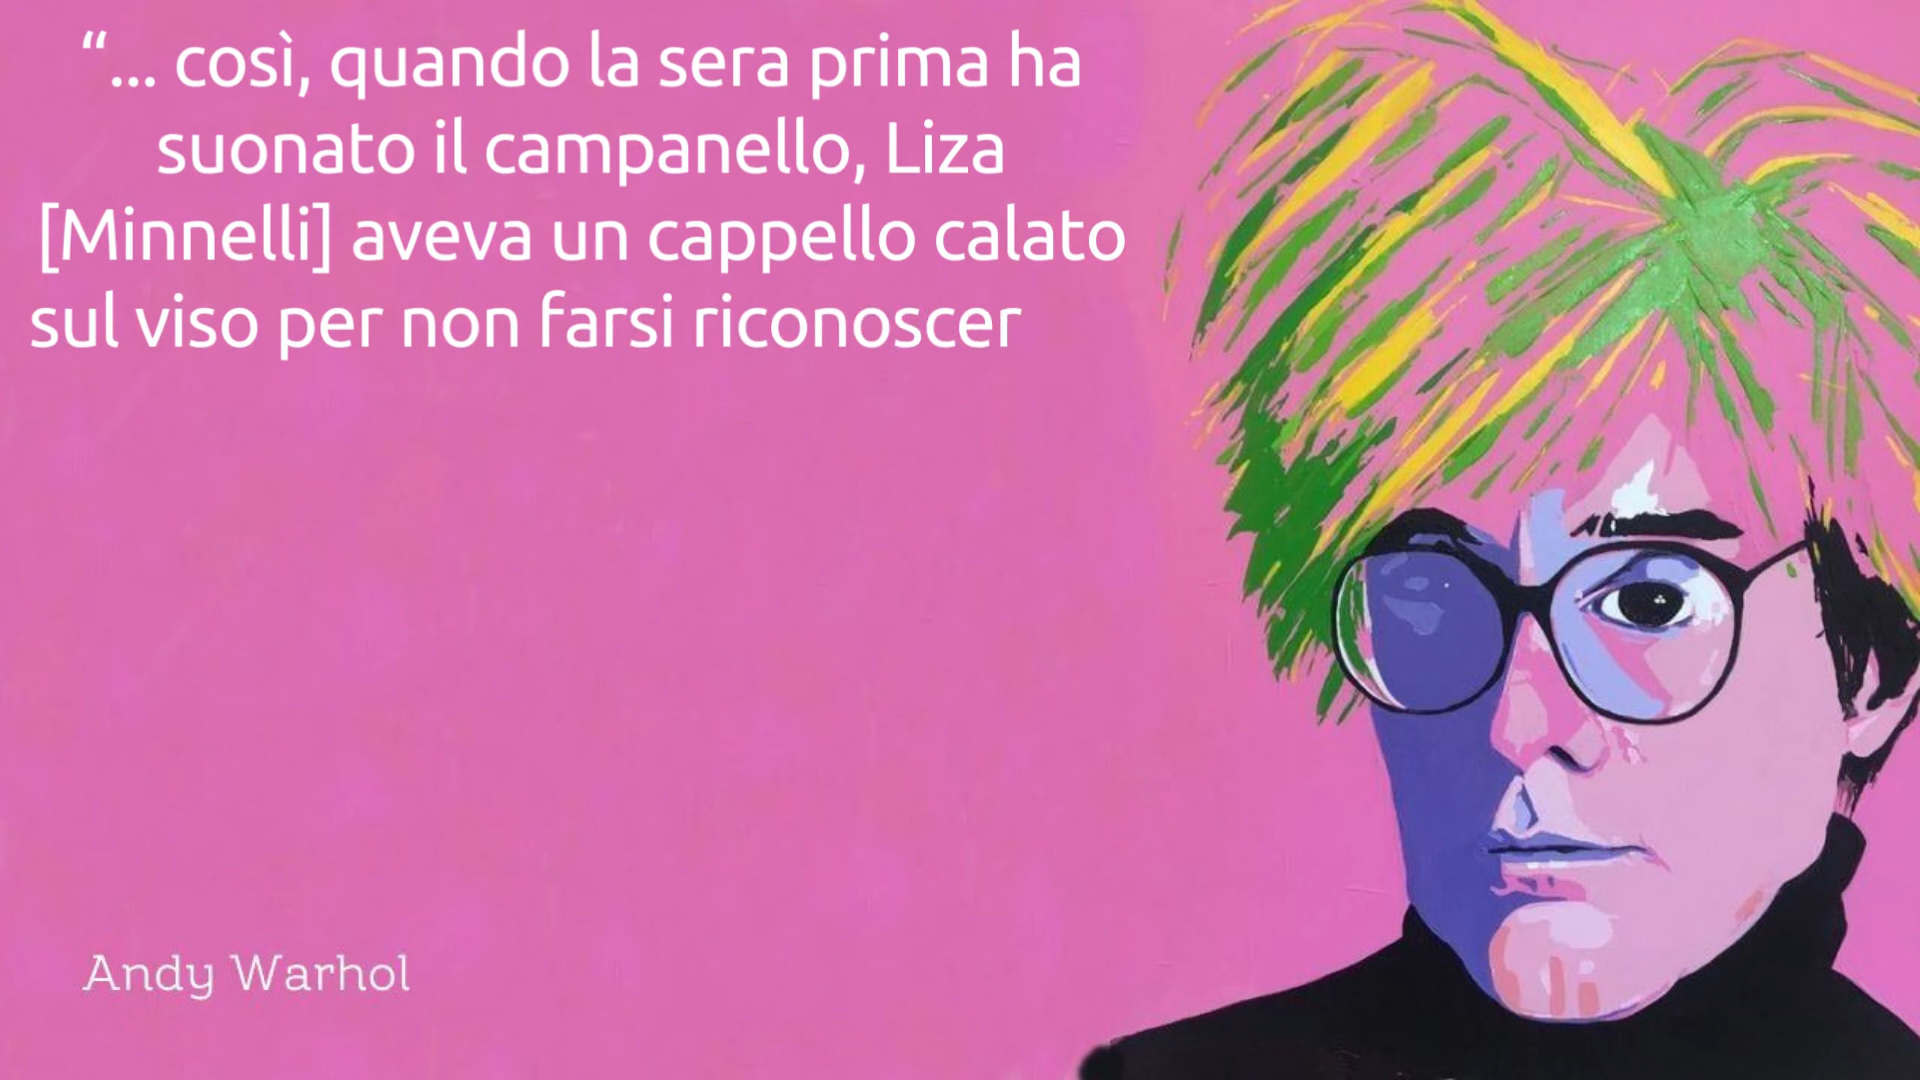 “... così, quando la sera prima ha
suonato il campanello, Liza
[Minnelli] aveva un cappello calato
sul viso per non farsi riconoscer
Andy Warhol